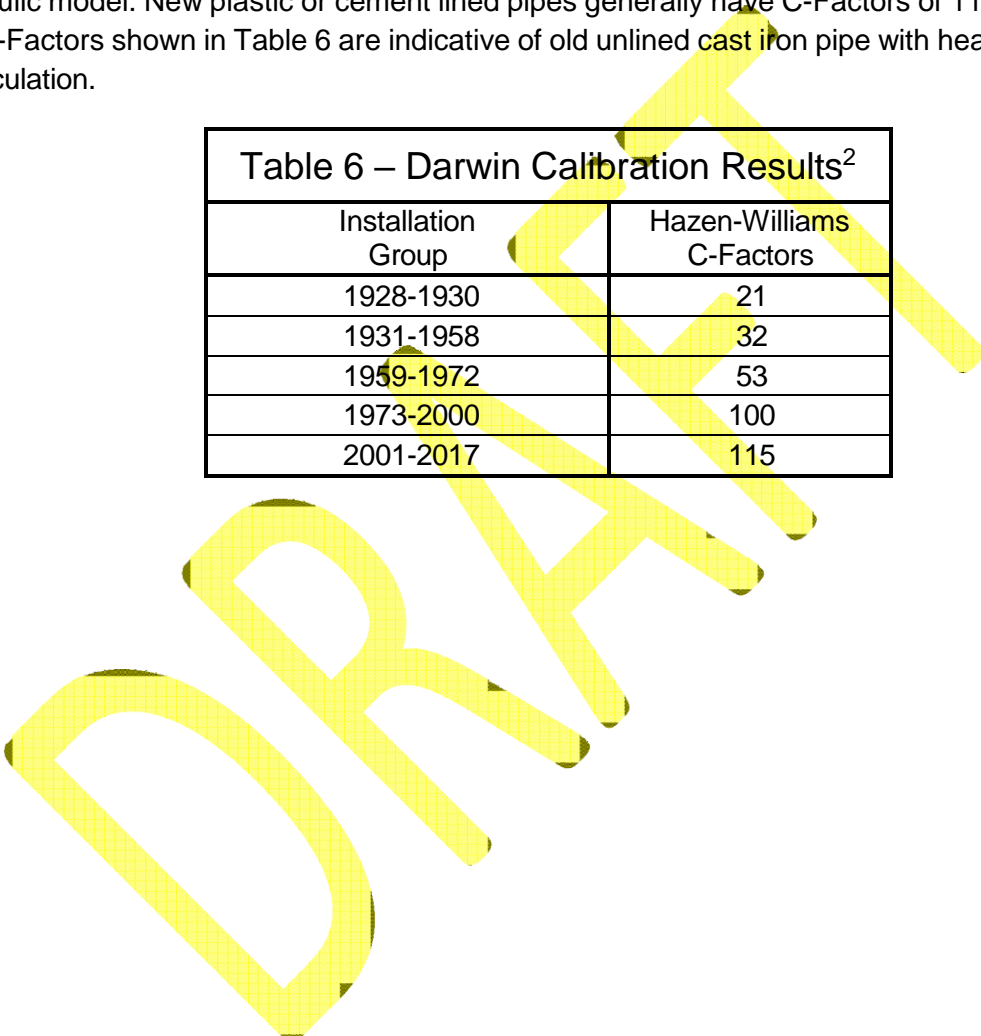 ulic model. New plastic or cement lined pipes generally have C-Factors of 11
-Factors shown in Table 6 are indicative of old unlined cast iron pipe with hea
culation.
Table 6 – Darwin Calibration Results2
Installation Group Hazen-Williams C-Factors
1928-1930 21
1931-1958 32
1959-1972 53
1973-2000 100
2001-2017 115
DRAFT